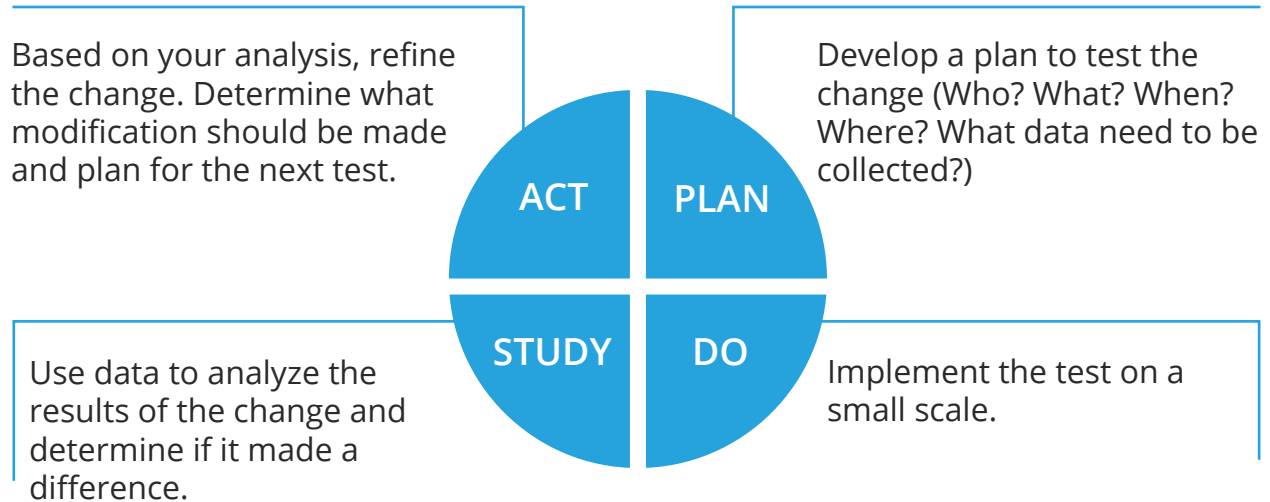 Based on your analysis, refine
the change. Determine what
modification should be made
and plan for the next test.
Develop a plan to test the
change (Who? What? When?
Where? What data need to be
collected?)
ACT
PLAN
STUDY
DO
Use data to analyze the
results of the change and
determine if it made a
difference.
Implement the test on a
small scale.